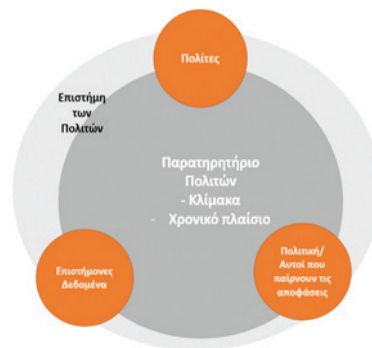 Πολίτες
Επιστήμη
των
Πολιτών
Παρατηρητήριο
Πολιτών
- Κλίμακα
- Χρονικό πλαίσιο
Επιστήμονες
Δεδομένα
Πολιτική/
Αυτοί που
παίρνουν τις
αποφάσεις